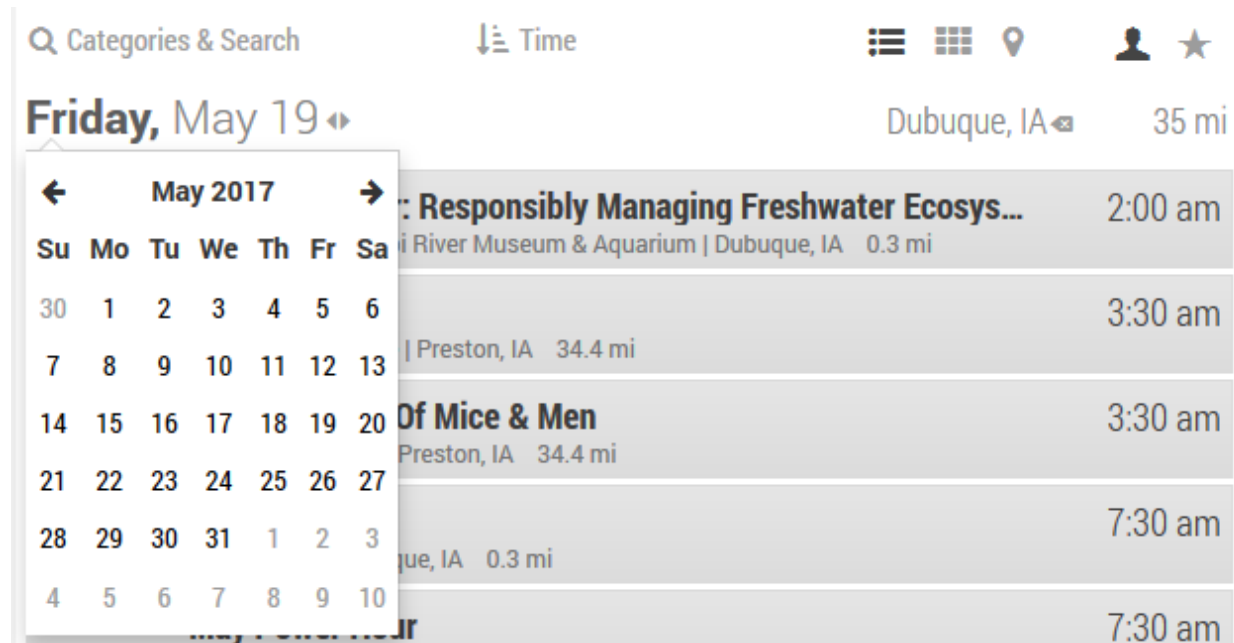 Categories & Search Time
Friday, May 19 Dubuque, IA 35 mi
May 2017
Su Mo Tu We Th Fr Sa
30 1 2 3 4 5 6
7 8 9 10 11 12 13
14 15 16 17 18 19 20
21 22 23 24 25 26 27
28 29 30 31 1 2 3
4 5 6 7 8 9 10
: Responsibly Managing Freshwater Ecosys... 2:00 am
River Museum & Aquarium | Dubuque, IA 0.3 mi
3:30 am
| Preston, IA 34.4 mi
Of Mice & Men 3:30 am
Preston, IA 34.4 mi
7:30 am
IA 0.3 mi
7:30 am